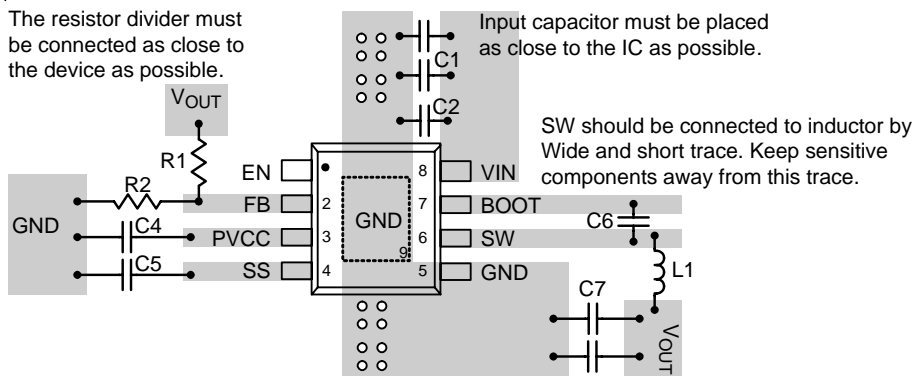 The resistor divider must
be connected as close to
the device as possible.
Input capacitor must be placed
as close to the IC as possible.
C1
C2
VOUT
SW should be connected to inductor by
Wide and short trace. Keep sensitive
components away from this trace.
R1
EN
8
VIN
R2
FB
2
7
BOOT
GND
C4
PVCC
3
GND
6
SW
C6
C5
SS
4
9
5
GND
L1
C7
VOUT